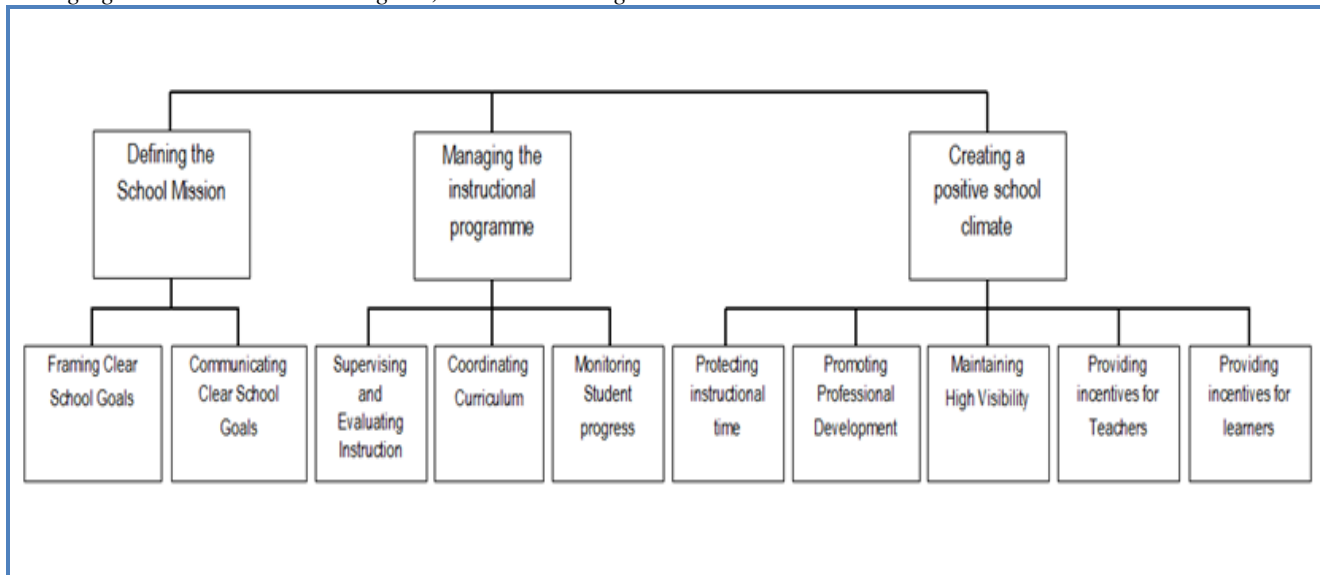 Defining the
School Mission
Managing the
instructional
programme
Creating a
positive school
climate
Framing Clear
School Goals
Communicating
Clear School
Goals
Supervising
and
Evaluating
Instruction
Coordinating
Curriculum
Monitoring
Student
progress
Protecting
instructional
time
Promoting
Professional
Development
Maintaining
High Visibility
Providing
incentives for
Teachers
Providing
incentives for
learners